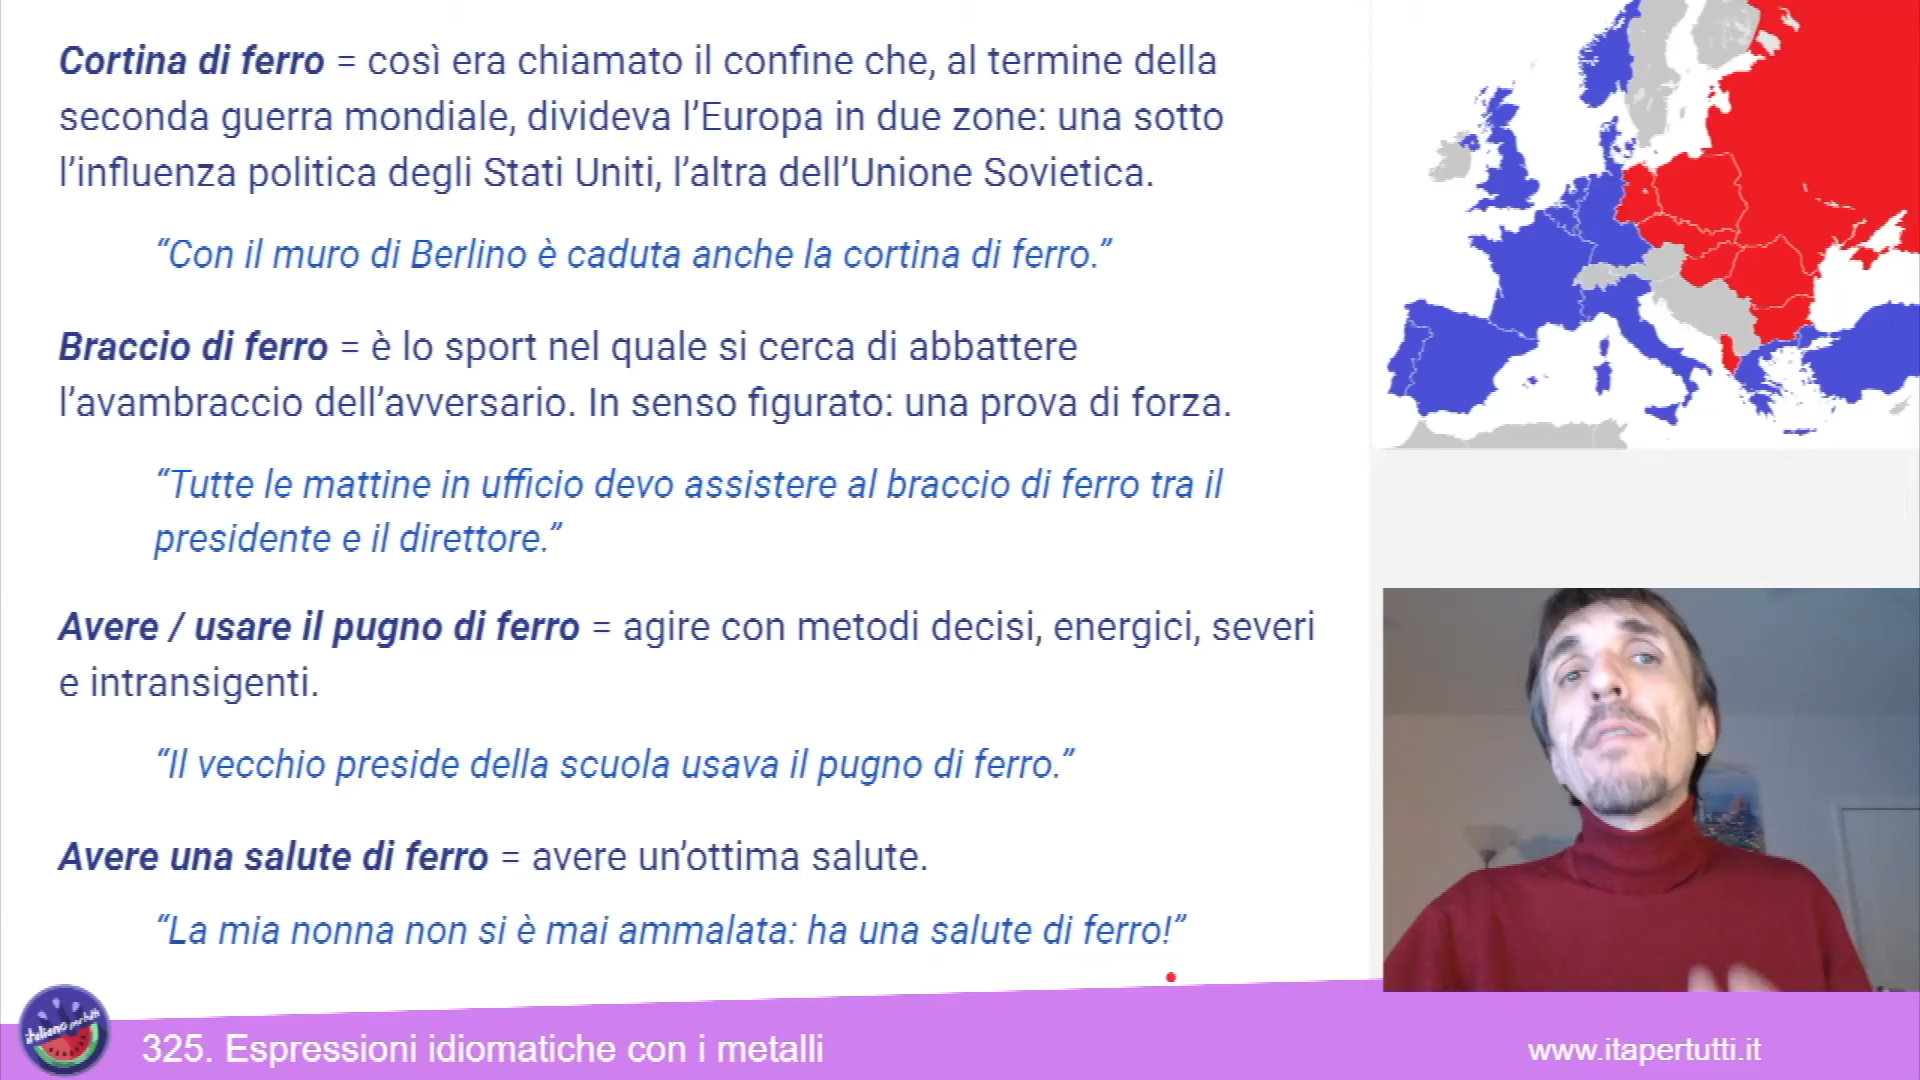 Cortina di ferro = così era chiamato il confine che, al termine della
seconda guerra mondiale, divideva l’Europa in due zone: una sotto
l’influenza politica degli Stati Uniti, l’altra dell’Unione Sovietica.
“Con il muro di Berlino è caduta anche la cortina di ferro.”
Braccio di ferro = è lo sport nel quale si cerca di abbattere
l’avambraccio dell’avversario. In senso figurato: una prova di forza.
“Tutte le mattine in ufficio devo assistere al braccio di ferro tra il
presidente e il direttore.”
Avere / usare il pugno di ferro = agire con metodi decisi, energici, severi
e intransigenti.
“Il vecchio preside della scuola usava il pugno di ferro.”
Avere una salute di ferro = avere un’ottima salute.
“La mia nonna non si è mai ammalata: ha una salute di ferro!”
italiano per tutti
325. Espressioni idiomatiche con i metalli
www.itapertutti.it